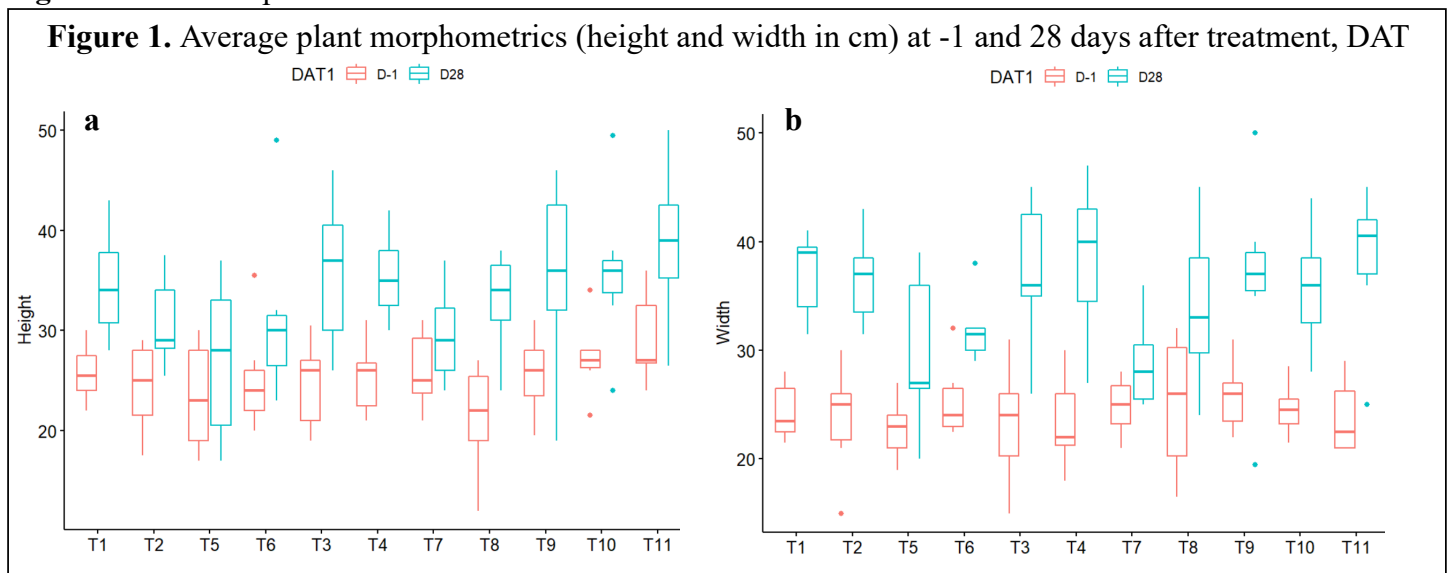 Figure 1. Average plant morphometrics (height and width in cm) at -1 and 28 days after treatment, DAT
DAT1 D-1 D28
a
Height
50
40
30
20
T1 T2 T5 T6 T3 T4 T7 T8 T9 T10 T11
DAT1 D-1 D28
b
Width
50
40
30
20
T1 T2 T5 T6 T3 T4 T7 T8 T9 T10 T11